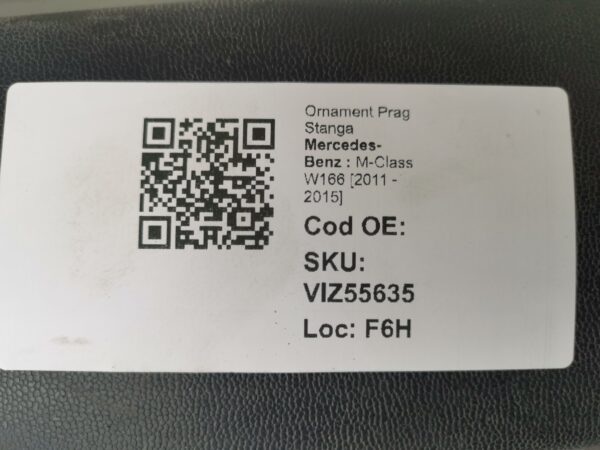 Ornament Prag
Stanga
Mercedes-
Benz : M-Class
W166 [2011 -
2015]
Cod OE:
SKU:
VIZ55635
Loc: F6H